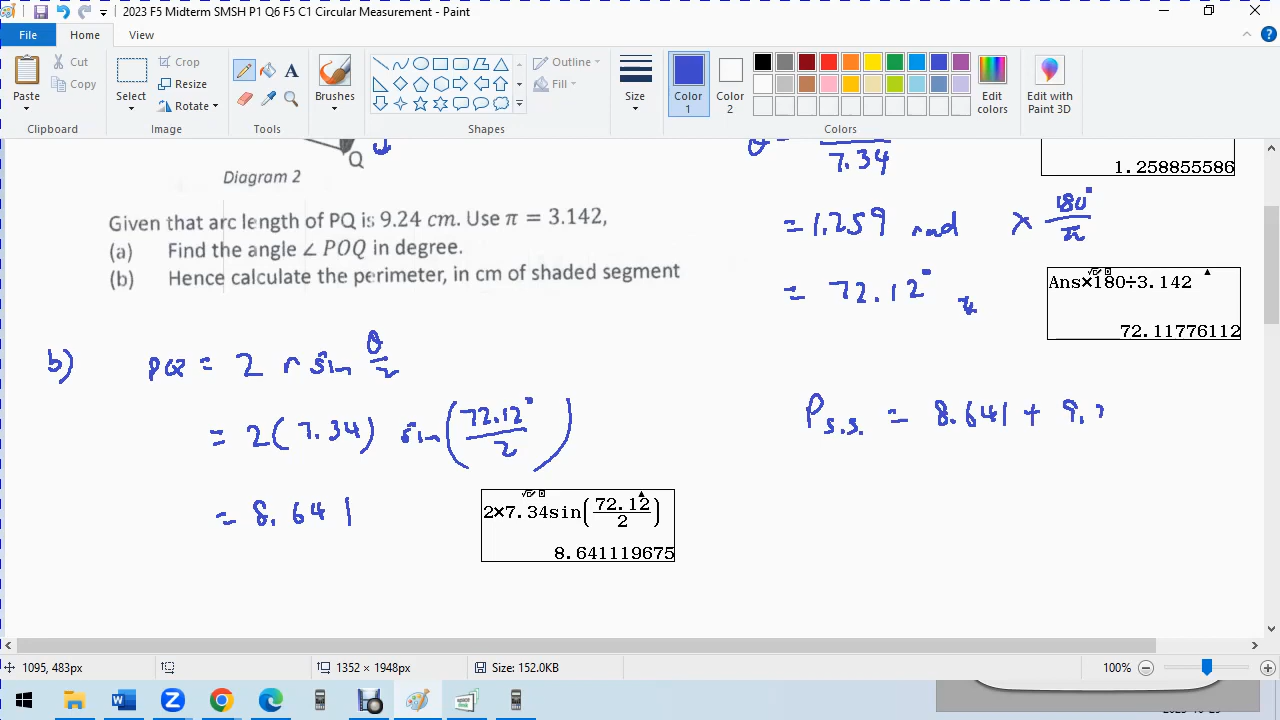 2023 F5 Midterm SMSH P1 Q6 F5 C1 Circular Measurement - Paint
File Home View
Paste Cut Copy Select Crop Resize Rotate A Brushes Outline Fill Size Color 1 Color 2 Edit colors Edit with Paint 3D
Clipboard Image Tools Shapes Colors
Q
Diagram 2
Given that arc length of PQ is 9.24 cm. Use π = 3.142,
(a) Find the angle ∠ POQ in degree.
(b) Hence calculate the perimeter, in cm of shaded segment
7.34
1.258855586
= 1.259 rad × 180°/π
= 72.12°
Ans×180÷3.142
72.11776112
b) PQ = 2 r sin θ/2
= 2(7.34) sin(72.12°/2)
= 8.641
2×7.34sin(72.12/2)
8.641119675
P s.s. = 8.641 + 9.
1095, 483px 1352 × 1948px Size: 152.0KB 100%